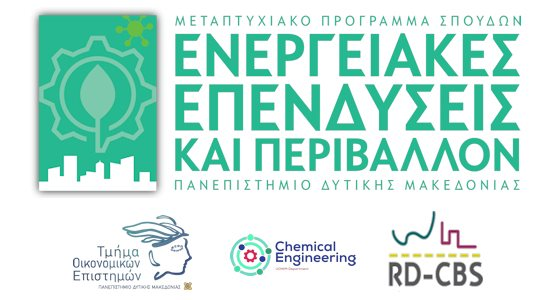 ΜΕΤΑΠΤΥΧΙΑΚΟ ΠΡΟΓΡΑΜΜΑ ΣΠΟΥΔΩΝ
ΕΝΕΡΓΕΙΑΚΕΣ
ΕΠΕΝΔΥΣΕΙΣ
ΚΑΙ ΠΕΡΙΒΑΛΛΟΝ
ΠΑΝΕΠΙΣΤΗΜΙΟ ΔΥΤΙΚΗΣ ΜΑΚΕΔΟΝΙΑΣ
Τμήμα
Οικονομικών
Επιστημών
ΠΑΝΕΠΙΣΤΗΜΙΟ ΔΥΤΙΚΗΣ ΜΑΚΕΔΟΝΙΑΣ
Chemical
Engineering
RD-CBS